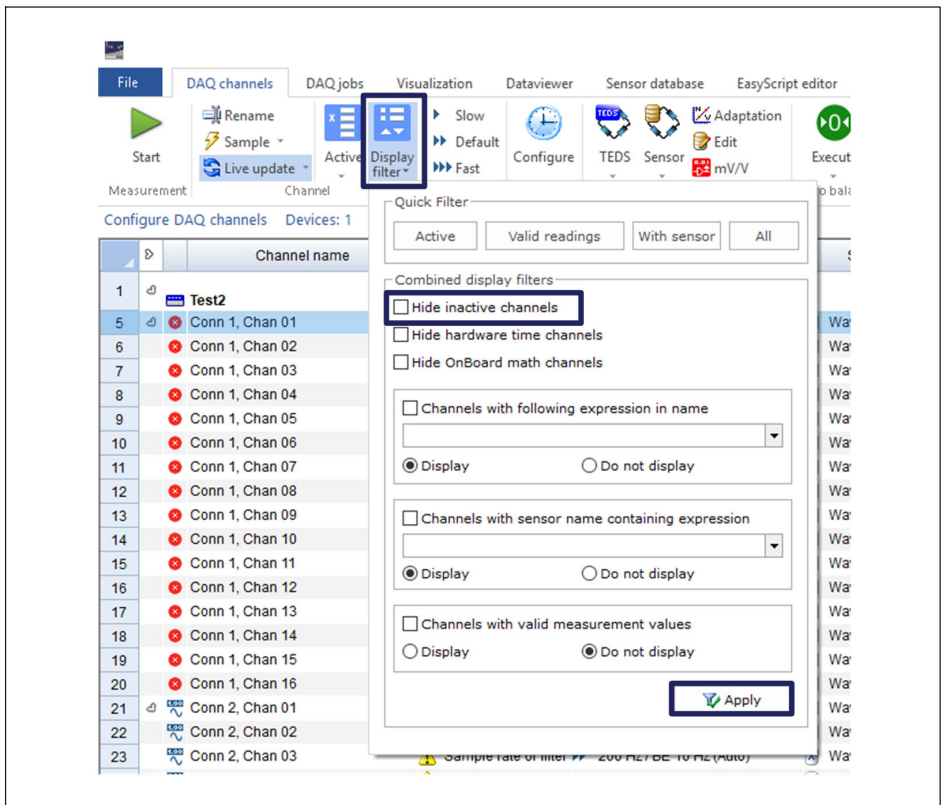 File DAQ channels DAQ jobs Visualization Dataviewer Sensor database EasyScript editor
Start
Rename
Sample
Live update
Active
Display filter
Slow
Default
Fast
Configure
TEDS
TEDS
Sensor
Adaptation
Edit
mV/V
0
Measurement Channel
Configure DAQ channels Devices: 1
Quick Filter
Active Valid readings With sensor All
Channel name
Combined display filters
Hide inactive channels
Hide hardware time channels
Hide OnBoard math channels
Channels with following expression in name
Display Do not display
Channels with sensor name containing expression
Display Do not display
Channels with valid measurement values
Display Do not display
Apply
1 Test2
5 Conn 1, Chan 01
6 Conn 1, Chan 02
7 Conn 1, Chan 03
8 Conn 1, Chan 04
9 Conn 1, Chan 05
10 Conn 1, Chan 06
11 Conn 1, Chan 07
12 Conn 1, Chan 08
13 Conn 1, Chan 09
14 Conn 1, Chan 10
15 Conn 1, Chan 11
16 Conn 1, Chan 12
17 Conn 1, Chan 13
18 Conn 1, Chan 14
19 Conn 1, Chan 15
20 Conn 1, Chan 16
21 1.00 Conn 2, Chan 01
22 1.00 Conn 2, Chan 02
23 1.00 Conn 2, Chan 03